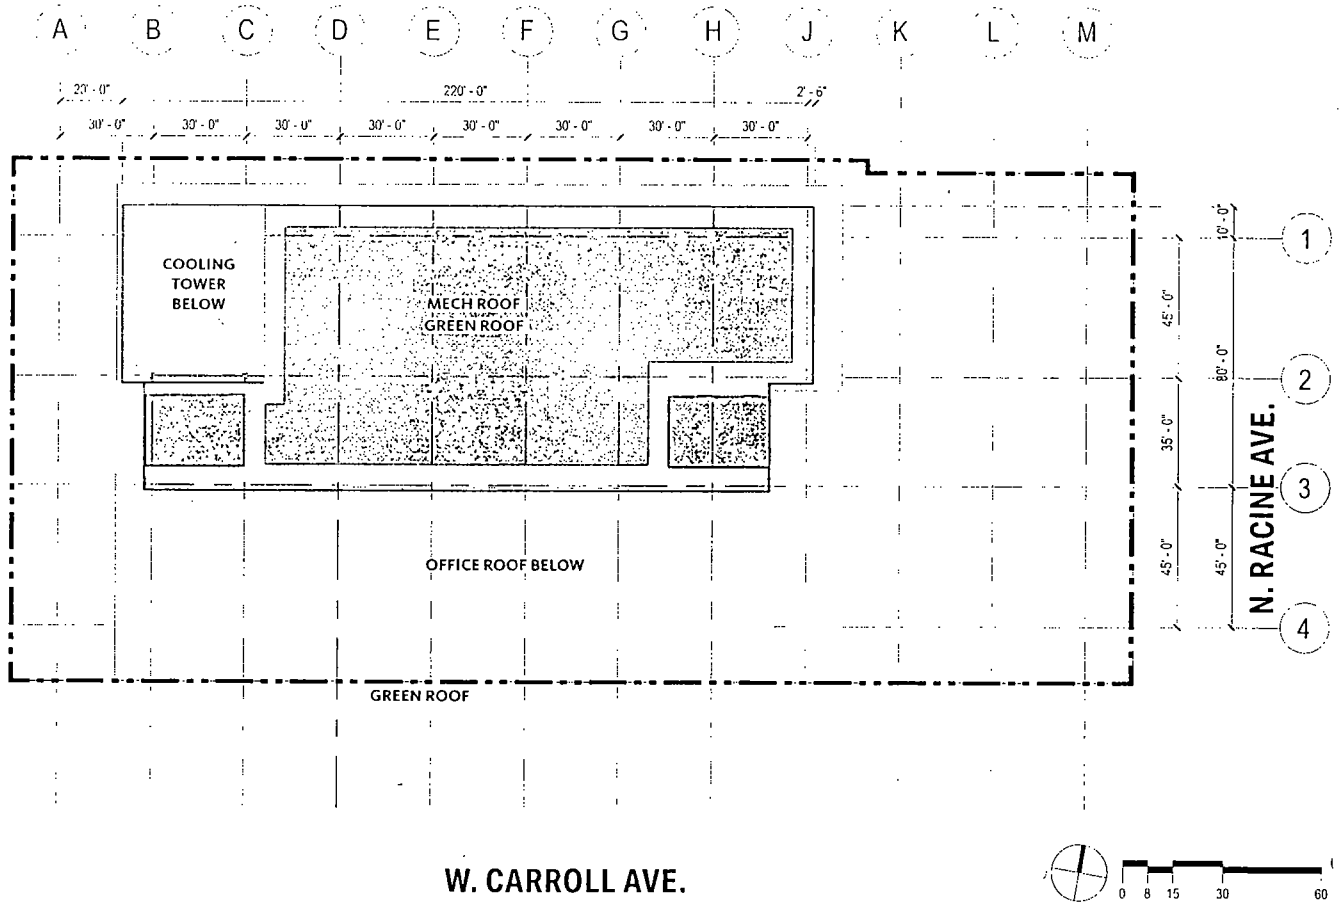 A B C D E F G H J K L M
20' - 0" 220' - 0" 2' - 6"
30' - 0" 30' - 0" 30' - 0" 30' - 0" 30' - 0" 30' - 0" 30' - 0" 30' - 0"
COOLING
TOWER
BELOW
MECH ROOF
GREEN ROOF
10' - 0"
1
45' - 0"
80' - 0"
2
35' - 0"
3
N. RACINE AVE.
OFFICE ROOF BELOW
45' - 0" 45' - 0"
4
GREEN ROOF
W. CARROLL AVE.
0 8 15 30 60